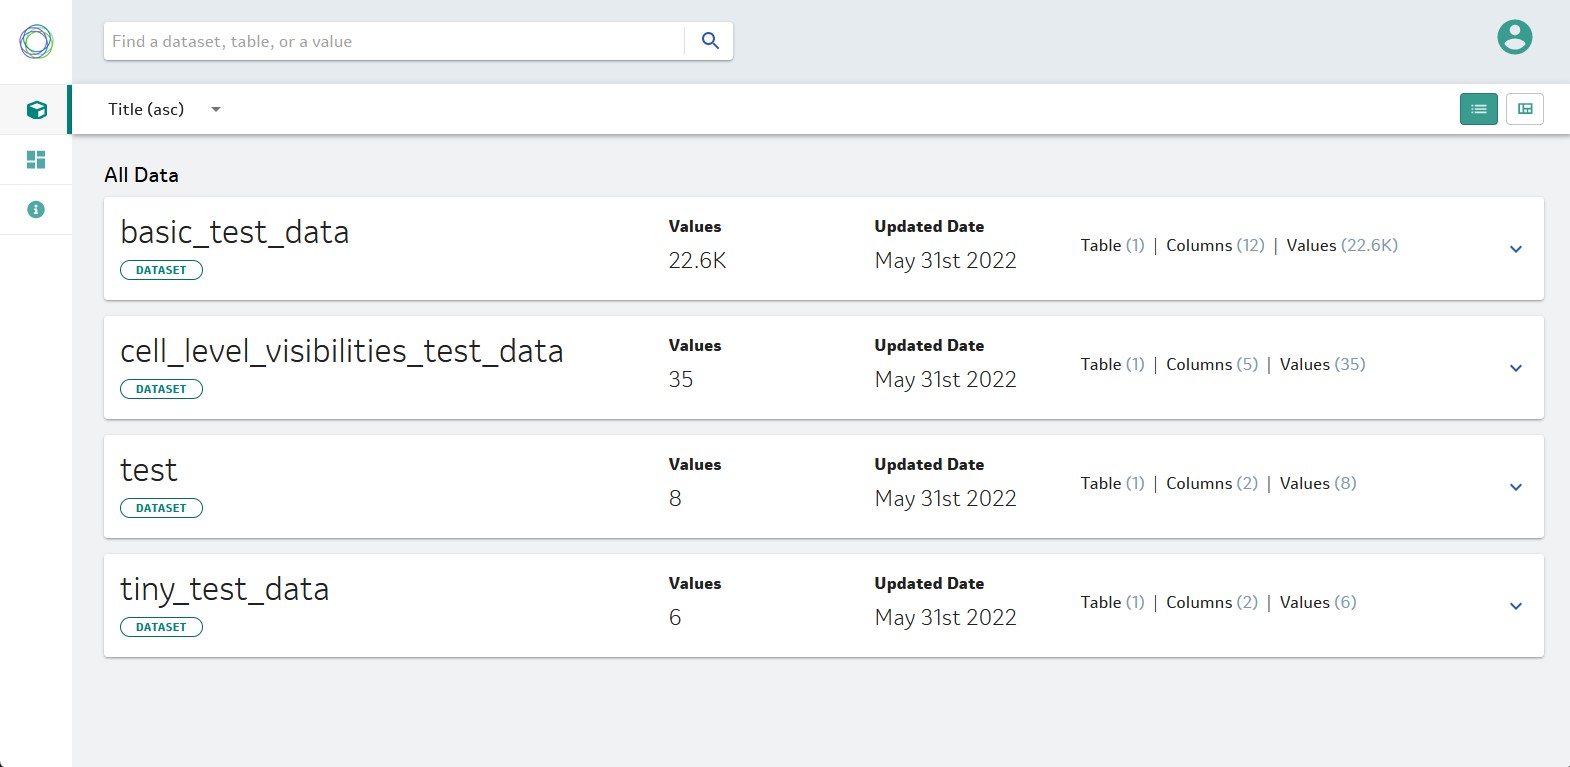 Find a dataset, table, or a value
Title (asc)
All Data
basic_test_data
DATASET
Values
22.6K
Updated Date
May 31st 2022
Table (1) | Columns (12) | Values (22.6K)
cell_level_visibilities_test_data
DATASET
Values
35
Updated Date
May 31st 2022
Table (1) | Columns (5) | Values (35)
test
DATASET
Values
8
Updated Date
May 31st 2022
Table (1) | Columns (2) | Values (8)
tiny_test_data
DATASET
Values
6
Updated Date
May 31st 2022
Table (1) | Columns (2) | Values (6)